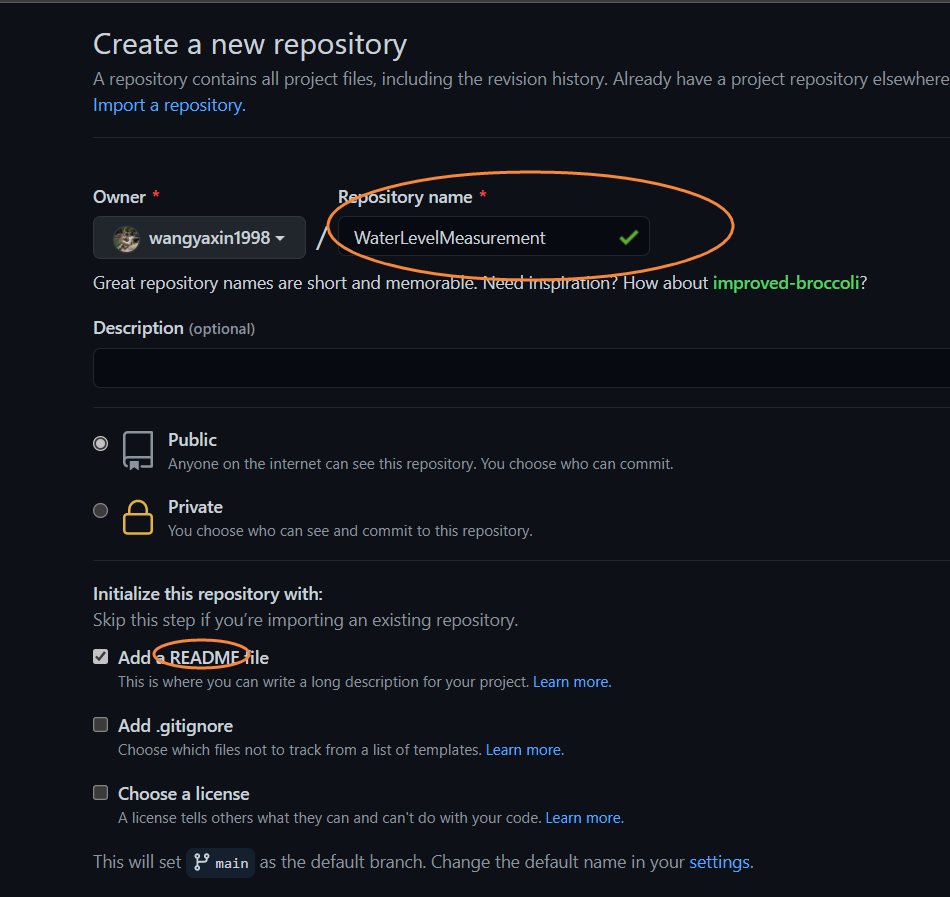 Create a new repository
A repository contains all project files, including the revision history. Already have a project repository elsewhere
Import a repository.
Owner * Repository name *
wangyaxin1998 / WaterLevelMeasurement
Great repository names are short and memorable. Need inspiration? How about improved-broccoli?
Description (optional)
Public
Anyone on the internet can see this repository. You choose who can commit.
Private
You choose who can see and commit to this repository.
Initialize this repository with:
Skip this step if you're importing an existing repository.
Add a README file
This is where you can write a long description for your project. Learn more.
Add .gitignore
Choose which files not to track from a list of templates. Learn more.
Choose a license
A license tells others what they can and can't do with your code. Learn more.
This will set main as the default branch. Change the default name in your settings.